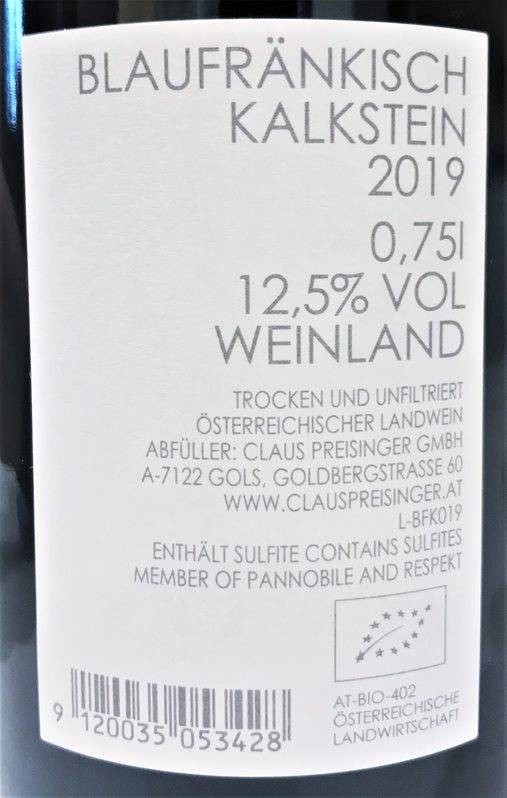 BLAUFRÄNKISCH
KALKSTEIN
2019
0,75l
12,5% VOL
WEINLAND
TROCKEN UND UNFILTRIERT
ÖSTERREICHISCHER LANDWEIN
ABFÜLLER: CLAUS PREISINGER GMBH
A-7122 GOLS, GOLDBERGSTRASSE 60
WWW.CLAUSPREISINGER.AT
L-BFK019
ENTHÄLT SULFITE CONTAINS SULFITES
MEMBER OF PANNOBILE AND RESPEKT
AT-BIO-402
ÖSTERREICHISCHE
LANDWIRTSCHAFT
9 120035 053428